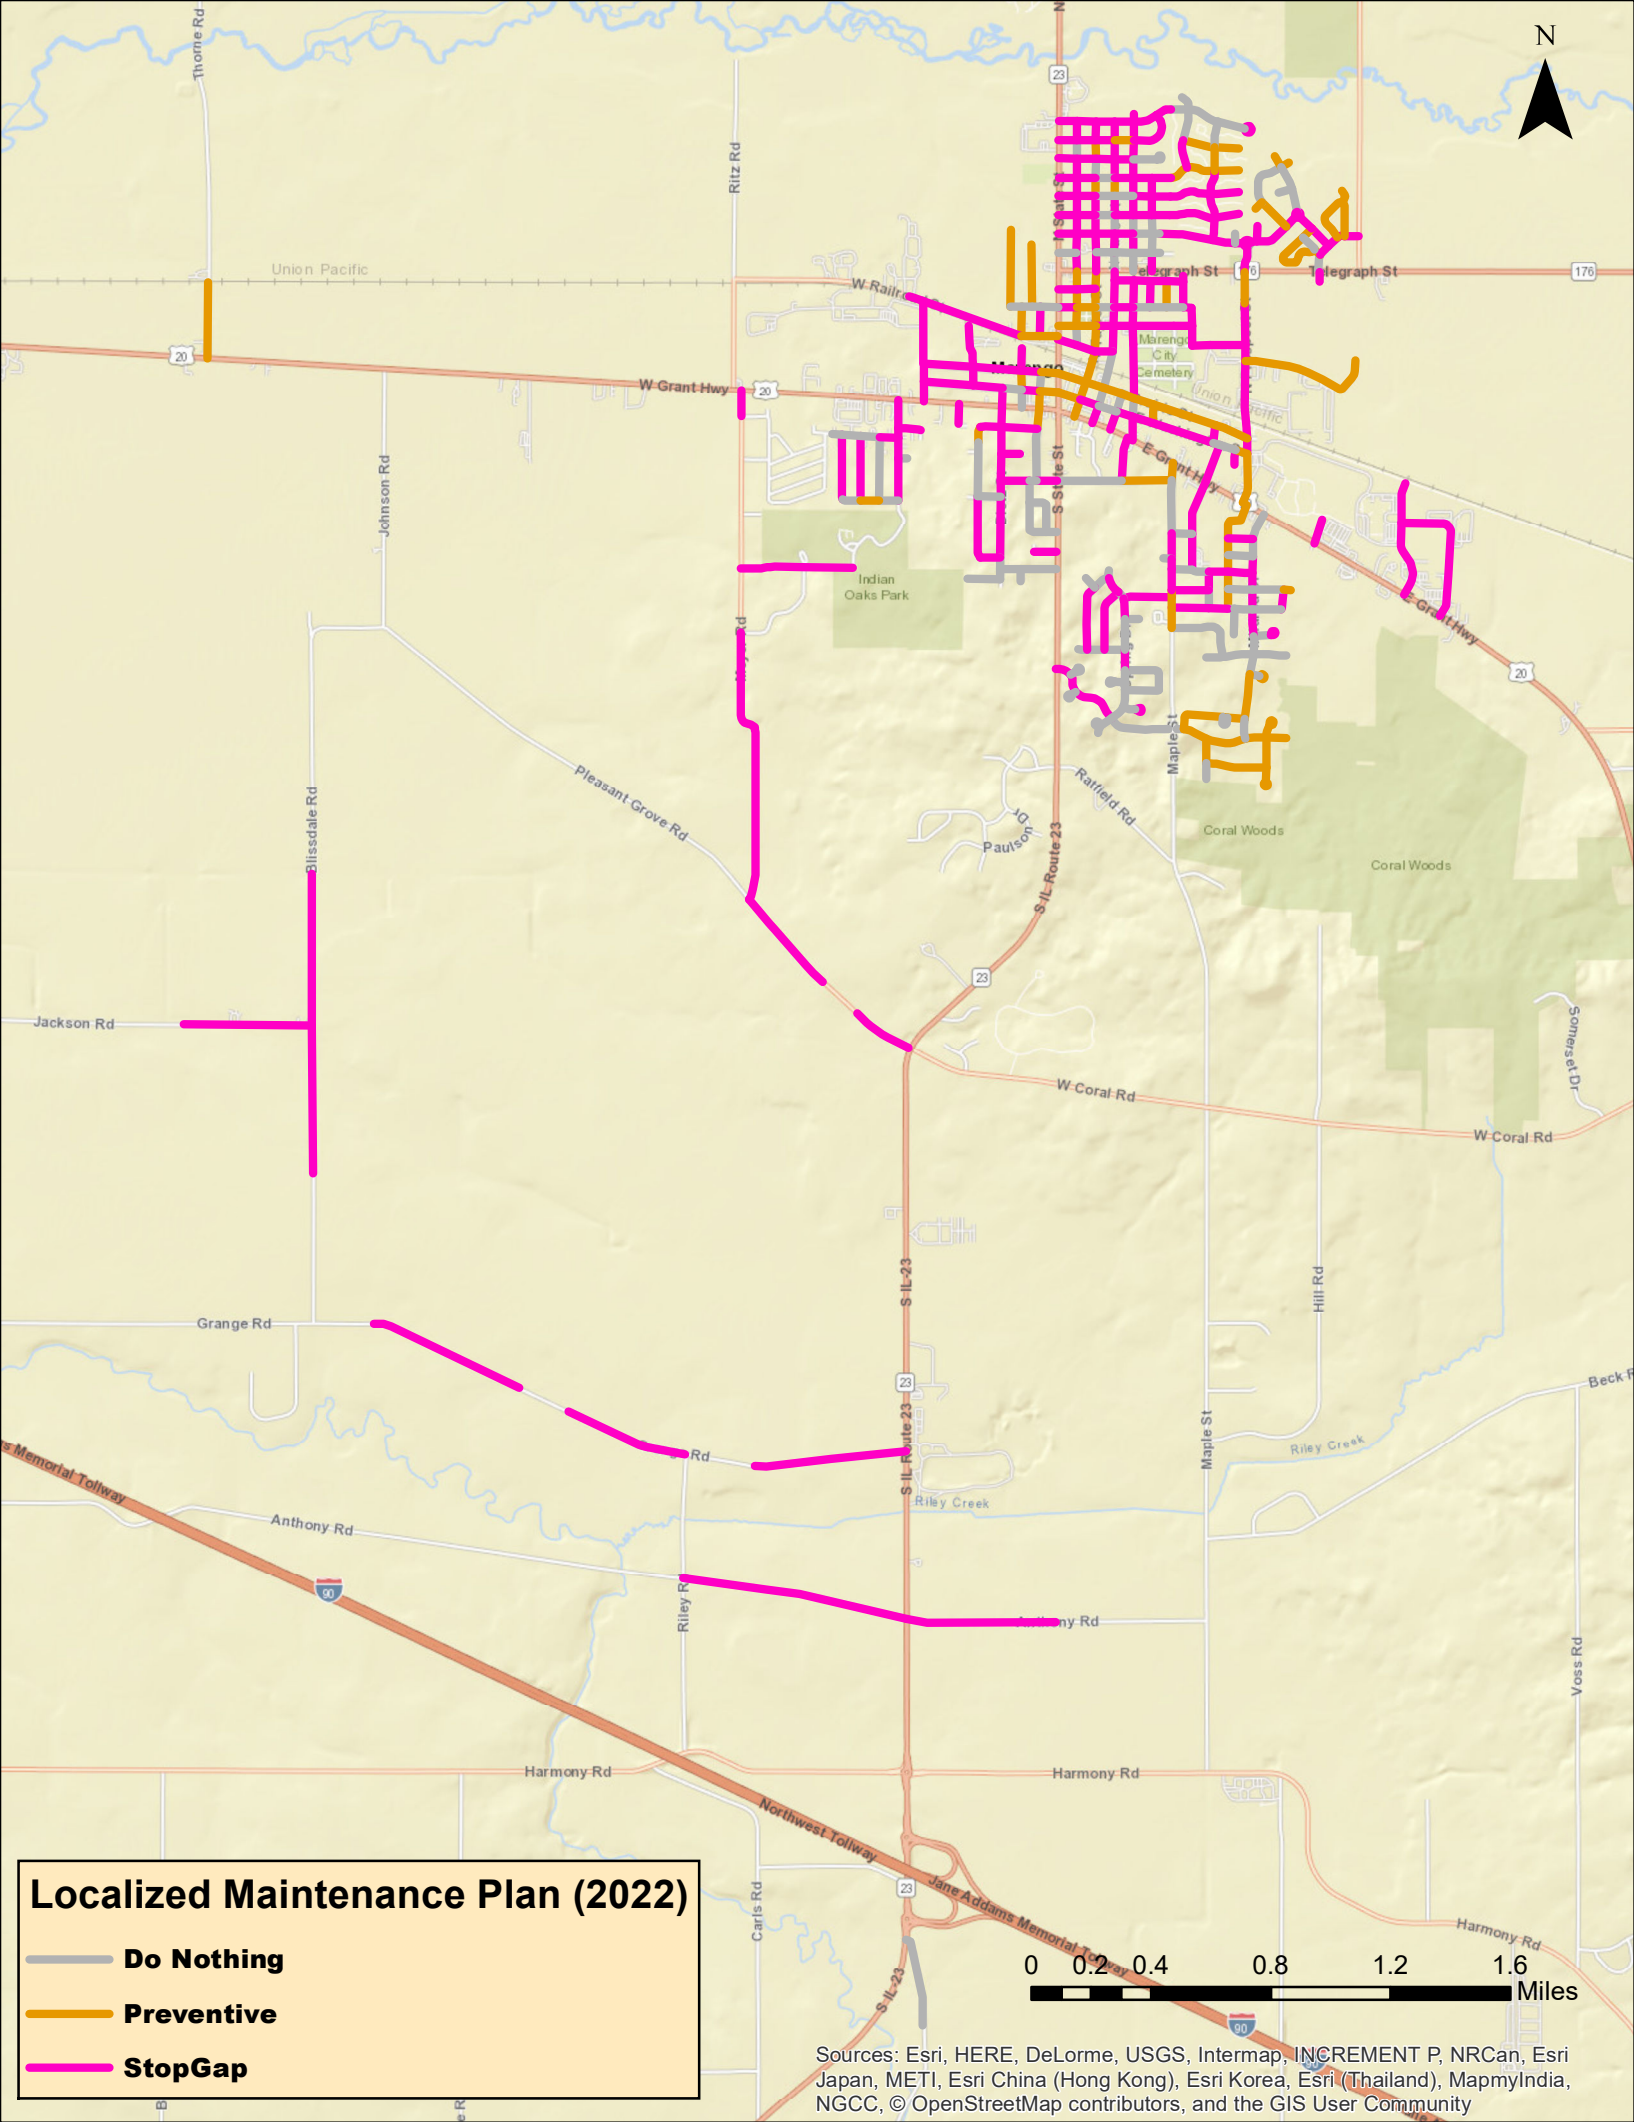 N
Thorne Rd
23
Ritz Rd
N State St
Union Pacific
Telegraph St
176
W Railroad St
20
Marengo
City
Cemetery
Marengo
Union Pacific
W Grant Hwy
20
E Grant Hwy
Johnson Rd
S State St
Indian
Oaks Park
E Grant Hwy
20
Maple St
Blissdale Rd
Pleasant Grove Rd
Ratfield Rd
Paulson Dr
Coral Woods
Coral Woods
S IL Route 23
23
Jackson Rd
Somerset Dr
W Coral Rd
W Coral Rd
S IL-23
Hill Rd
Grange Rd
23
Beck R
Maple St
S IL Route 23
Rd
Riley Creek
s Memorial Tollway
Riley Creek
Anthony Rd
90
Riley R
Anthony Rd
Voss Rd
Harmony Rd
Harmony Rd
Northwest Tollway
23
Jane Addams Memorial Tollway
Carls Rd
Harmony Rd
S IL-23
90
Localized Maintenance Plan (2022)
Do Nothing
Preventive
StopGap
0 0.2 0.4 0.8 1.2 1.6
Miles
Sources: Esri, HERE, DeLorme, USGS, Intermap, INCREMENT P, NRCan, Esri
Japan, METI, Esri China (Hong Kong), Esri Korea, Esri (Thailand), MapmyIndia,
NGCC, © OpenStreetMap contributors, and the GIS User Community